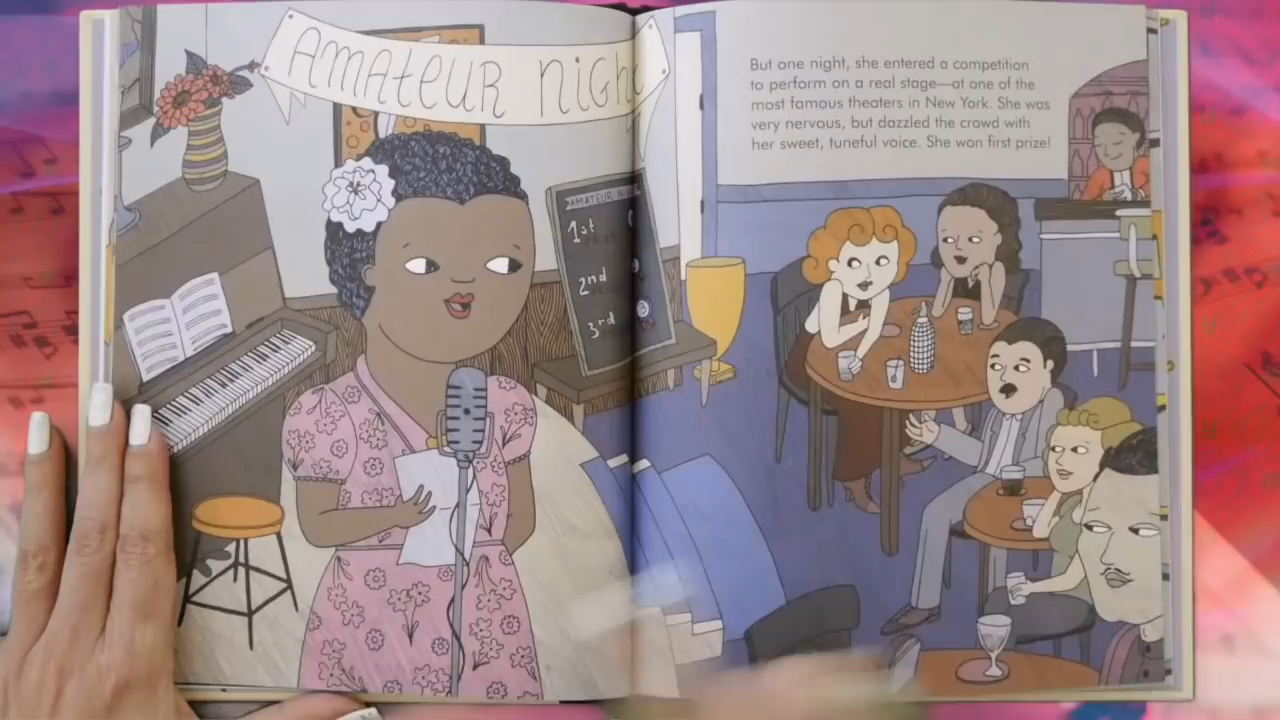 AMAtEUR NiGHt
AMATEUR NI
1st
2nd
3rd
But one night, she entered a competition
to perform on a real stage—at one of the
most famous theaters in New York. She was
very nervous, but dazzled the crowd with
her sweet, tuneful voice. She won first prize!